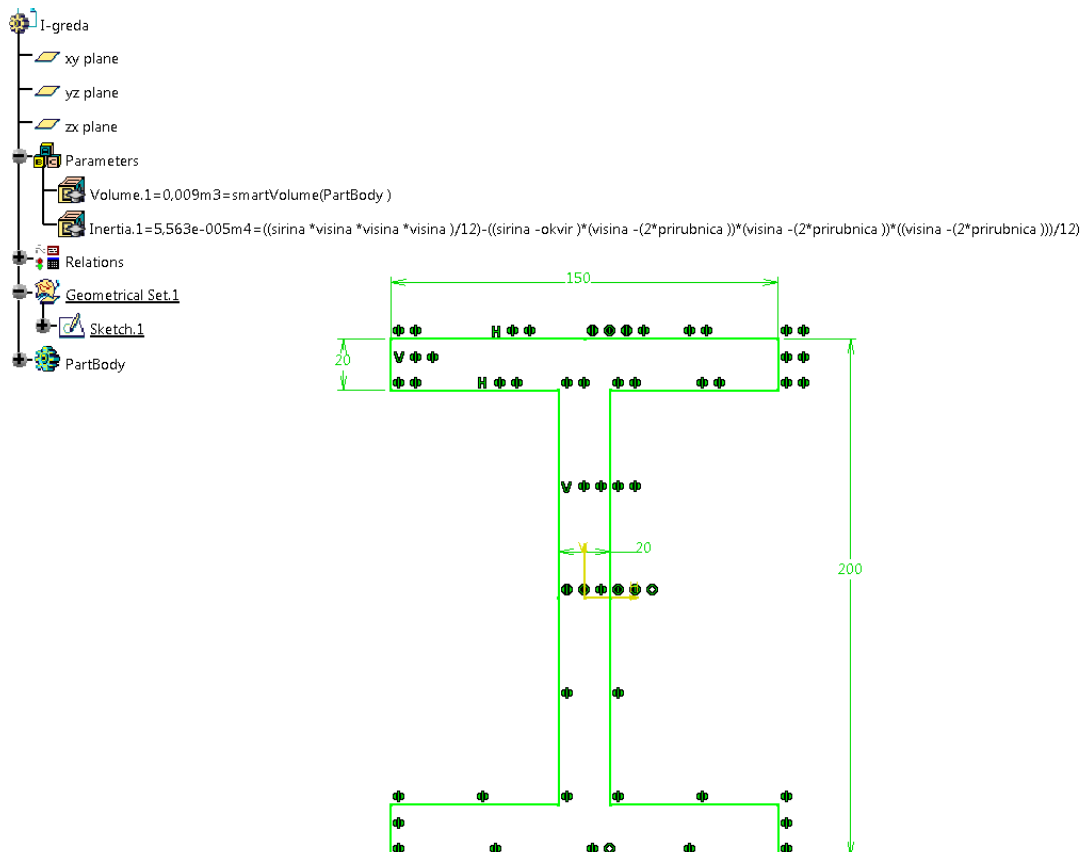 I-greda
xy plane
yz plane
zx plane
Parameters
Volume.1=0,009m3=smartVolume(PartBody )
Inertia.1=5,563e-005m4=((sirina *visina *visina *visina )/12)-((sirina -okvir )*(visina -(2*prirubnica ))*(visina -(2*prirubnica ))*((visina -(2*prirubnica )))/12)
Relations
Geometrical Set.1
Sketch.1
PartBody
150
H
20
V
H
V
20
200